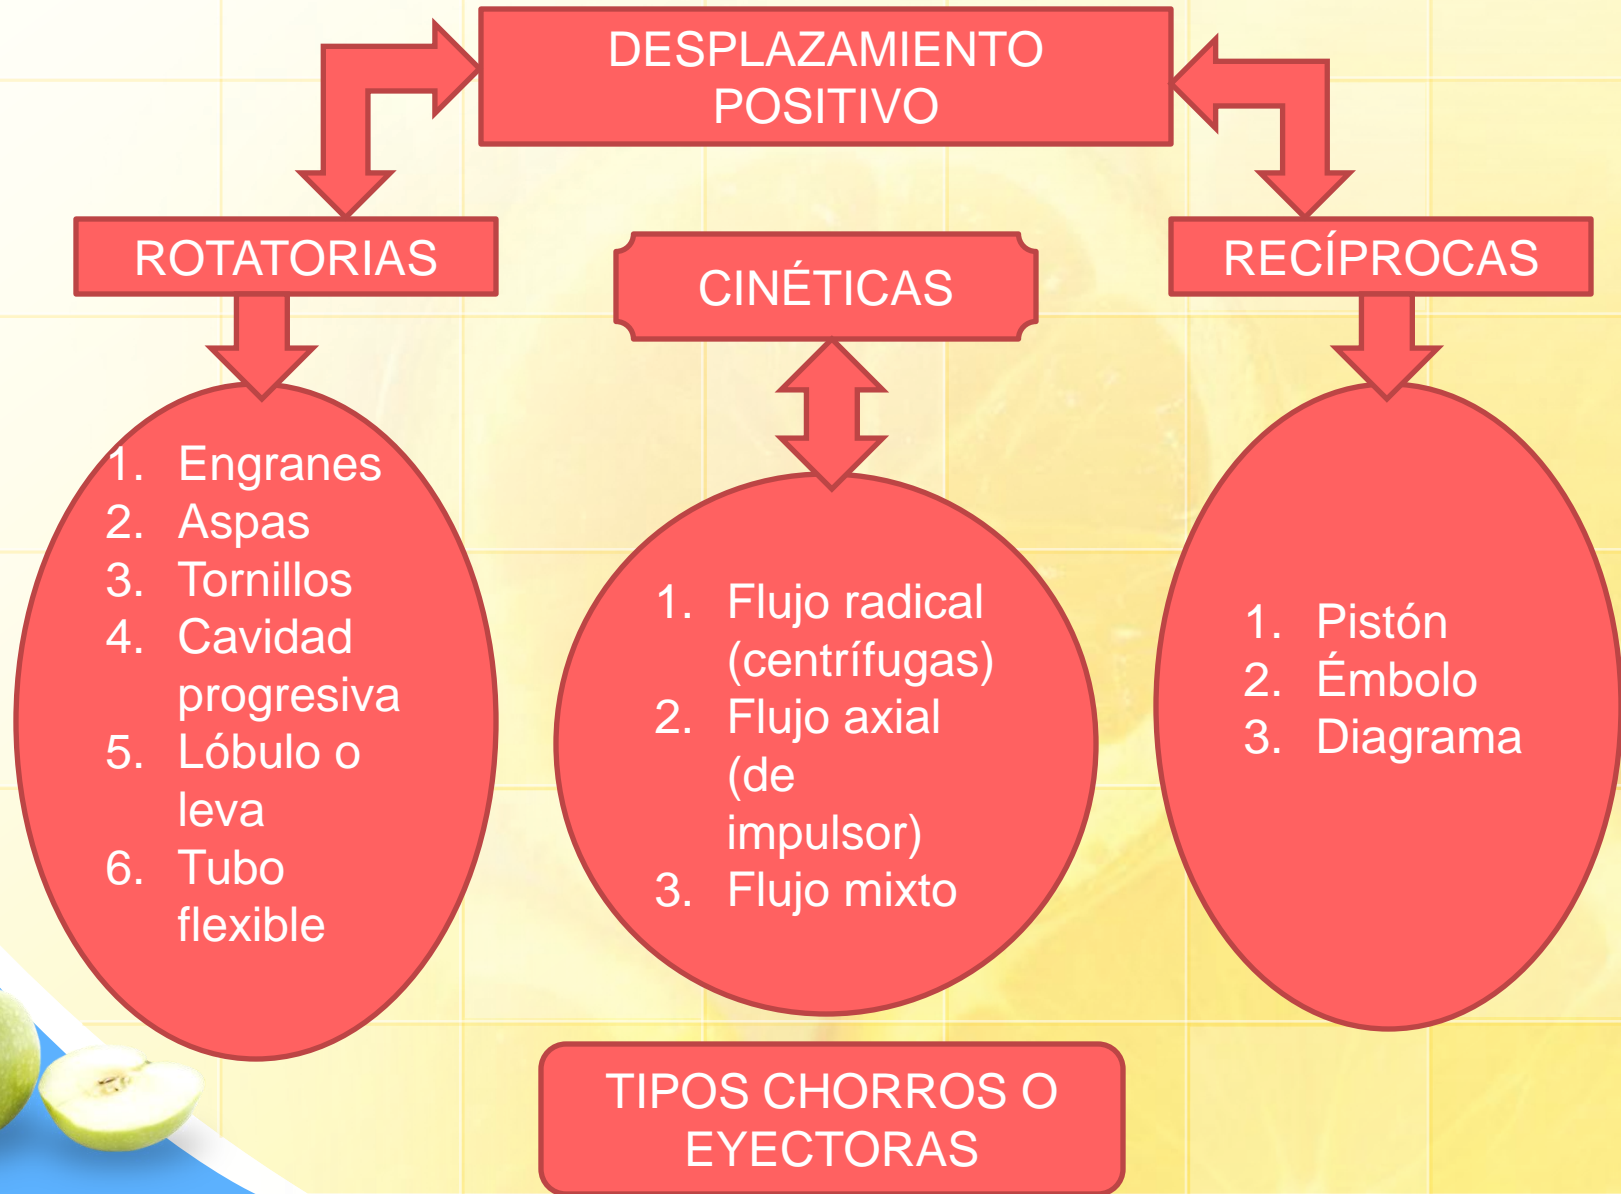 DESPLAZAMIENTO
POSITIVO
ROTATORIAS
CINÉTICAS
RECÍPROCAS
1. Engranes
2. Aspas
3. Tornillos
4. Cavidad
progresiva
5. Lóbulo o
leva
6. Tubo
flexible
1. Flujo radical
(centrífugas)
2. Flujo axial
(de
impulsor)
3. Flujo mixto
1. Pistón
2. Émbolo
3. Diagrama
TIPOS CHORROS O
EYECTORAS